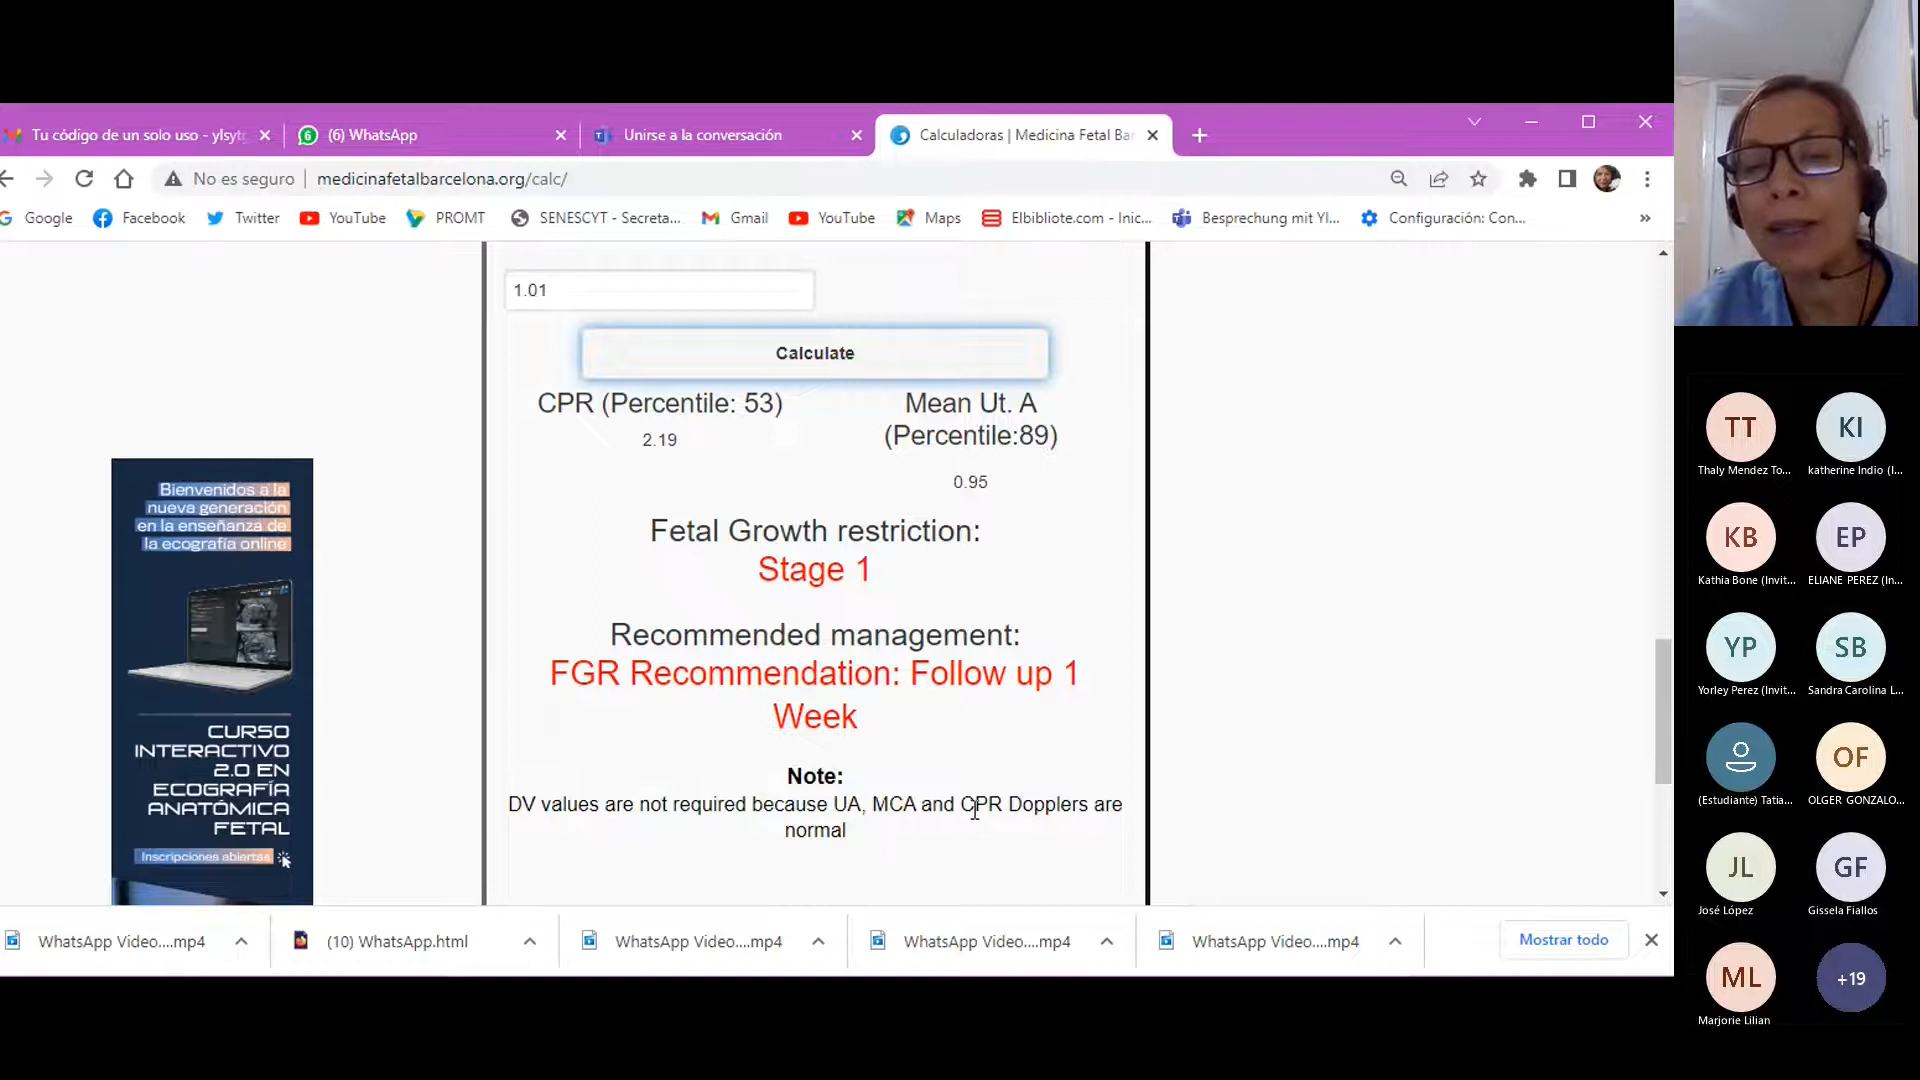 Tu código de un solo uso - ylsyt
(6) WhatsApp
Unirse a la conversación
Calculadoras | Medicina Fetal Bar
No es seguro
medicinafetalbarcelona.org/calc/
Google
Facebook
Twitter
YouTube
PROMT
SENESCYT - Secreta...
Gmail
YouTube
Maps
Elbibliote.com - Inic...
Besprechung mit Yl...
Configuración: Con...
»
1.01
Calculate
CPR (Percentile: 53)
2.19
Mean Ut. A
(Percentile:89)
0.95
Fetal Growth restriction:
Stage 1
Recommended management:
FGR Recommendation: Follow up 1
Week
Note:
DV values are not required because UA, MCA and CPR Dopplers are
normal
Bienvenidos a la
nueva generación
en la enseñanza de
la ecografía online
CURSO
INTERACTIVO
2.0 EN
ECOGRAFÍA
ANATÓMICA
FETAL
Inscripciones abiertas
WhatsApp Video....mp4
(10) WhatsApp.html
WhatsApp Video....mp4
WhatsApp Video....mp4
WhatsApp Video....mp4
Mostrar todo
TT
Thaly Mendez To...
KI
katherine Indio (I...
KB
Kathia Bone (Invit...
EP
ELIANE PEREZ (In...
YP
Yorley Perez (Invit...
SB
Sandra Carolina L...
(Estudiante) Tatia...
OF
OLGER GONZALO...
JL
José López
GF
Gissela Fiallos
ML
Marjorie Lilian
+19